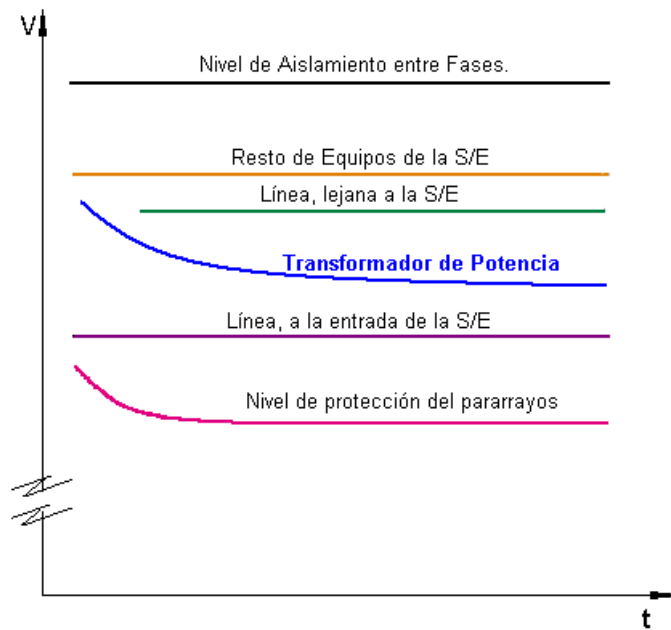 V
Nivel de Aislamiento entre Fases.
Resto de Equipos de la S/E
Línea, lejana a la S/E
Transformador de Potencia
Línea, a la entrada de la S/E
Nivel de protección del pararrayos
t